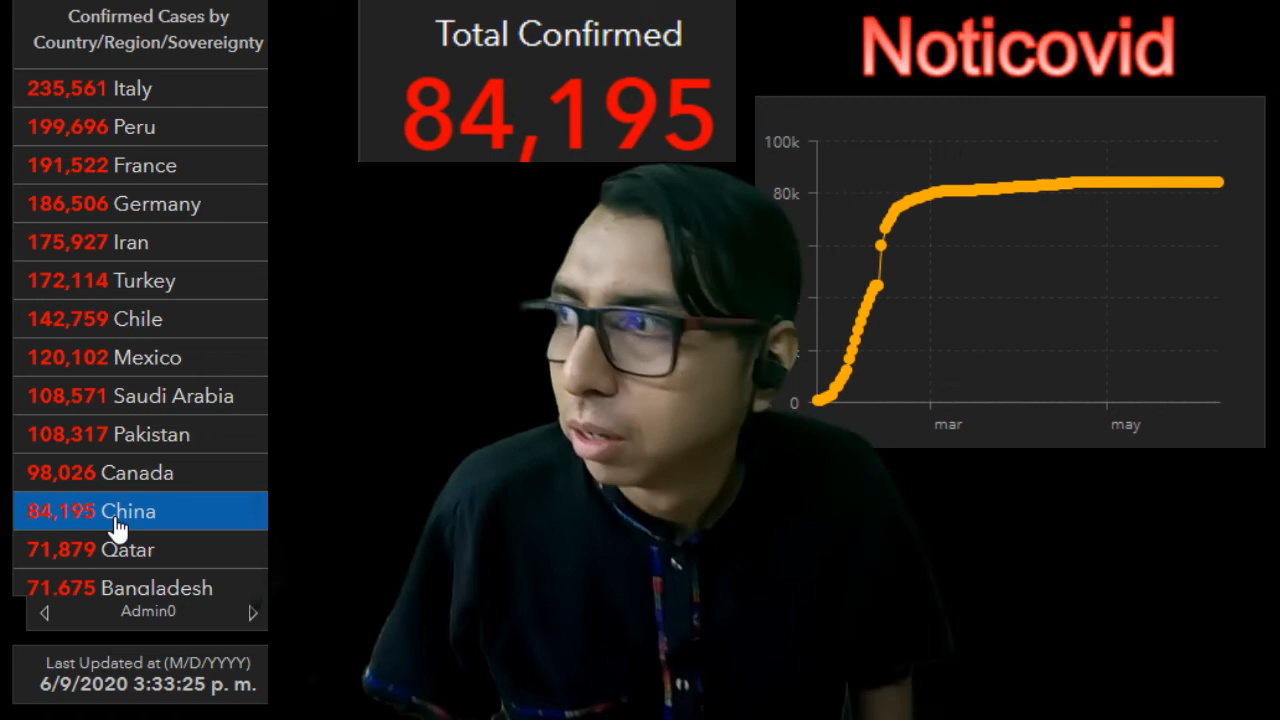 Confirmed Cases by
Country/Region/Sovereignty
235,561 Italy
199,696 Peru
191,522 France
186,506 Germany
175,927 Iran
172,114 Turkey
142,759 Chile
120,102 Mexico
108,571 Saudi Arabia
108,317 Pakistan
98,026 Canada
84,195 China
71,879 Qatar
71,675 Bangladesh
Admin0
Last Updated at (M/D/YYYY)
6/9/2020 3:33:25 p. m.
Total Confirmed
84,195
Noticovid
100k
80k
0
mar
may